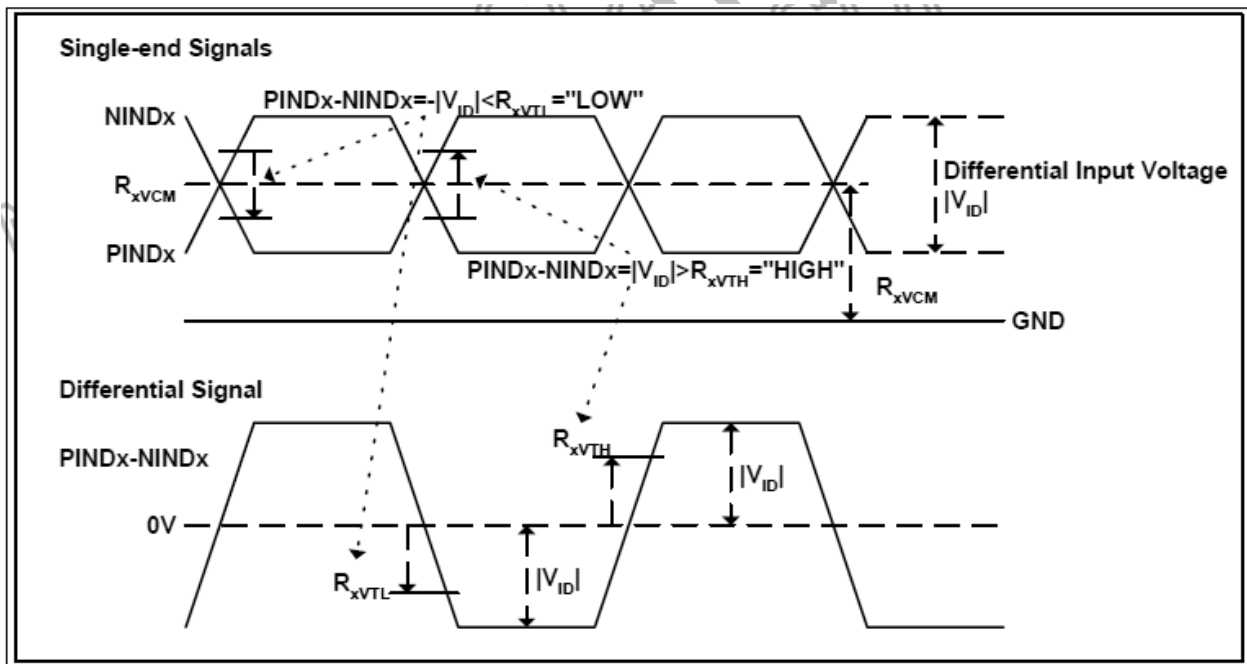 Single-end Signals
PINDx-NINDx=-|VID|<RxVTL="LOW"
NINDx
RxVCM
Differential Input Voltage
|VID|
PINDx
PINDx-NINDx=|VID|>RxVTH="HIGH"
RxVCM
GND
Differential Signal
RxVTH
PINDx-NINDx
|VID|
0V
RxVTL
|VID|